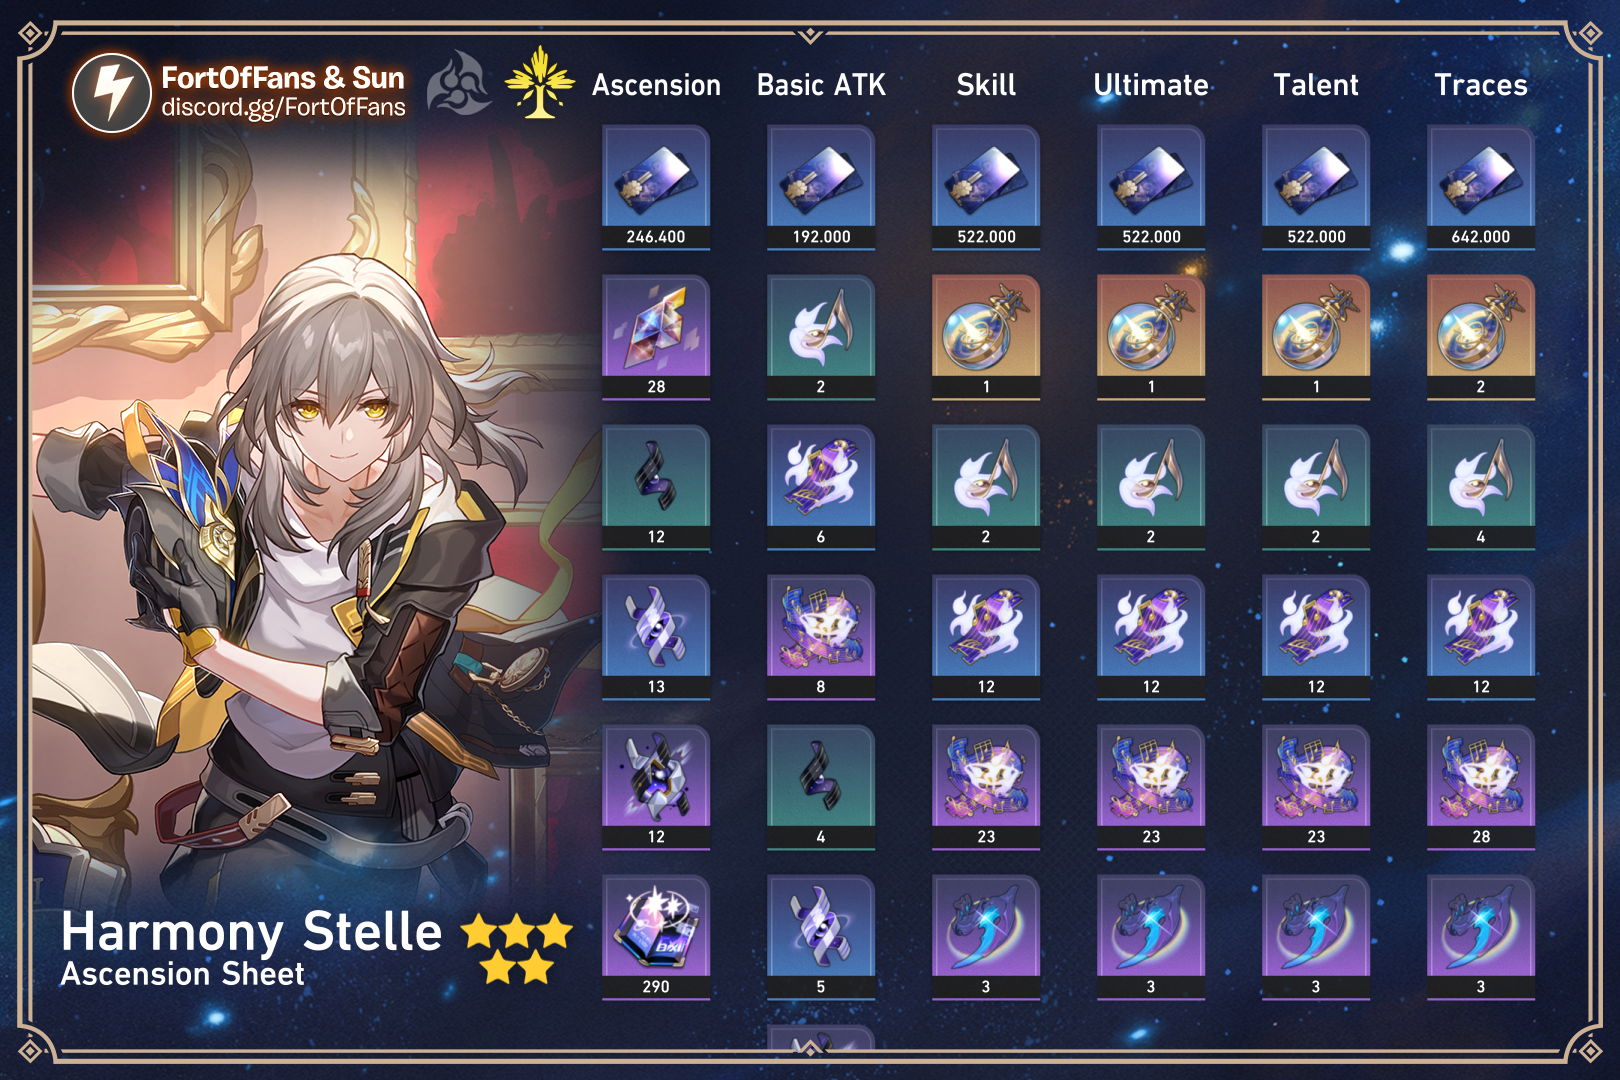 FortOfFans & Sun
discord.gg/FortOfFans
Ascension Basic ATK Skill Ultimate Talent Traces
246.400 192.000 522.000 522.000 522.000 642.000
28 2 1 1 1 2
12 6 2 2 2 4
13 8 12 12 12 12
12 4 23 23 23 28
290 5 3 3 3 3
Harmony Stelle
Ascension Sheet